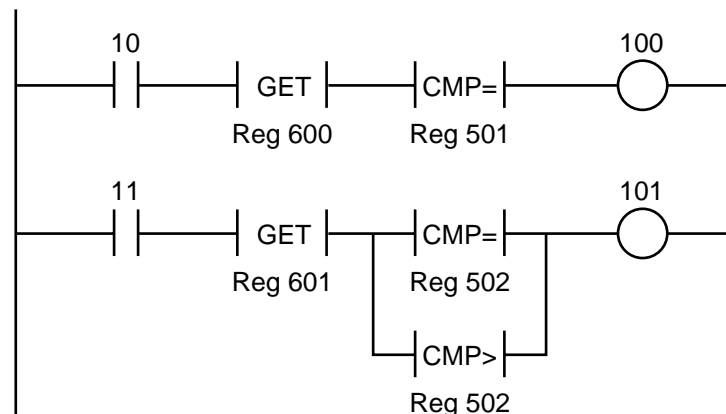 10 100
GET CMP=
Reg 600 Reg 501
11 101
GET CMP=
Reg 601 Reg 502
CMP>
Reg 502